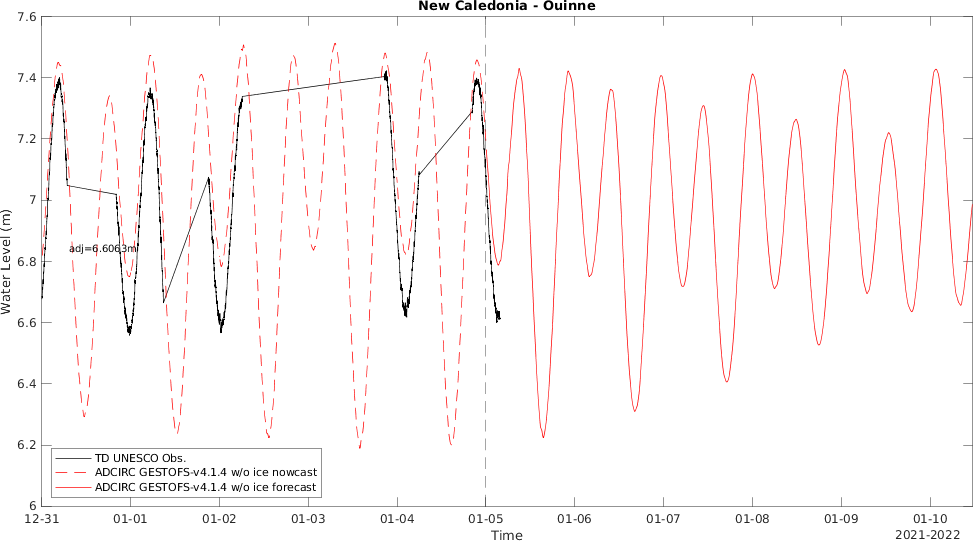 New Caledonia - Ouinne
7.6
7.4
7.2
7
6.8
6.6
6.4
6.2
6
Water Level (m)
adj=6.6063m
TD UNESCO Obs.
ADCIRC GESTOFS-v4.1.4 w/o ice nowcast
ADCIRC GESTOFS-v4.1.4 w/o ice forecast
12-31 01-01 01-02 01-03 01-04 01-05 01-06 01-07 01-08 01-09 01-10
Time
2021-2022